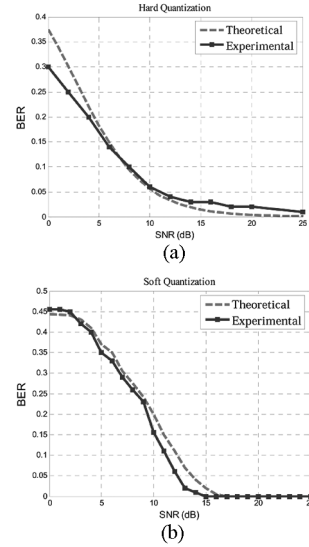 Hard Quantization
0.4
0.35
0.3
0.25
0.2
0.15
0.1
0.05
0
BER
Theoretical
Experimental
0 5 10 15 20 25
SNR (dB)
(a)
Soft Quantization
0.5
0.45
0.4
0.35
0.3
0.25
0.2
0.15
0.1
0.05
0
BER
Theoretical
Experimental
0 5 10 15 20
SNR (dB)
(b)